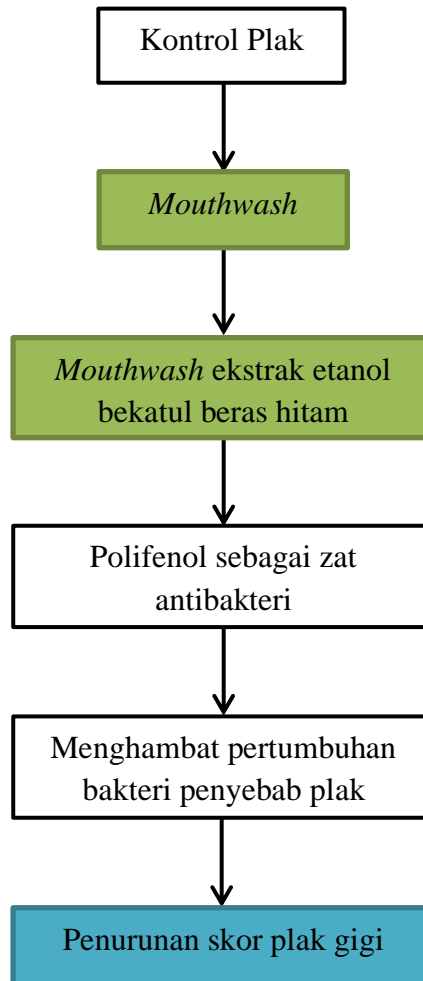 Kontrol Plak
Mouthwash
Mouthwash ekstrak etanol
bekatul beras hitam
Polifenol sebagai zat
antibakteri
Menghambat pertumbuhan
bakteri penyebab plak
Penurunan skor plak gigi